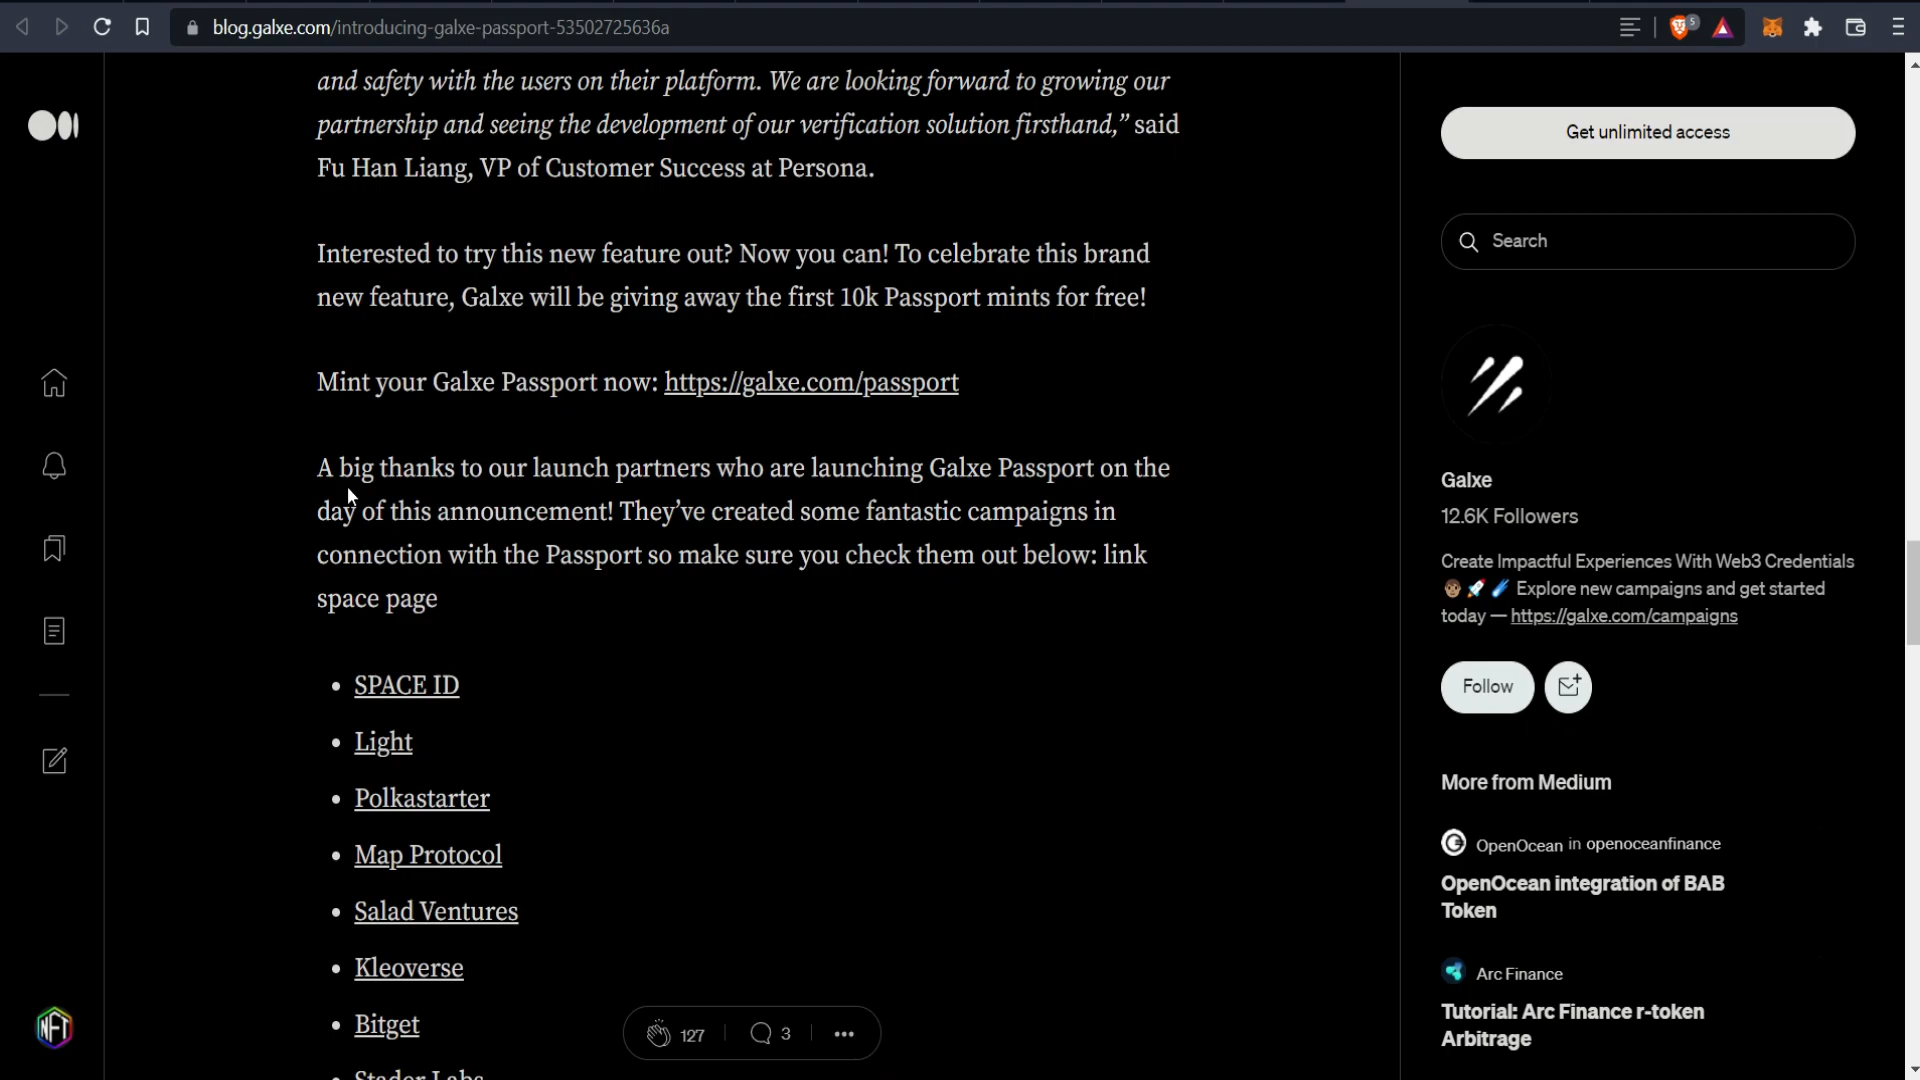 blog.galxe.com/introducing-galxe-passport-53502725636a
5
and safety with the users on their platform. We are looking forward to growing our
partnership and seeing the development of our verification solution firsthand,” said
Fu Han Liang, VP of Customer Success at Persona.
Interested to try this new feature out? Now you can! To celebrate this brand
new feature, Galxe will be giving away the first 10k Passport mints for free!
Mint your Galxe Passport now: https://galxe.com/passport
A big thanks to our launch partners who are launching Galxe Passport on the
day of this announcement! They’ve created some fantastic campaigns in
connection with the Passport so make sure you check them out below: link
space page
• SPACE ID
• Light
• Polkastarter
• Map Protocol
• Salad Ventures
• Kleoverse
• Bitget
• Stader Labs
127
3
NFT
Get unlimited access
Search
Galxe
12.6K Followers
Create Impactful Experiences With Web3 Credentials
👨🏽 🚀 ☄️ Explore new campaigns and get started
today — https://galxe.com/campaigns
Follow
More from Medium
OpenOcean in openoceanfinance
OpenOcean integration of BAB
Token
Arc Finance
Tutorial: Arc Finance r-token
Arbitrage